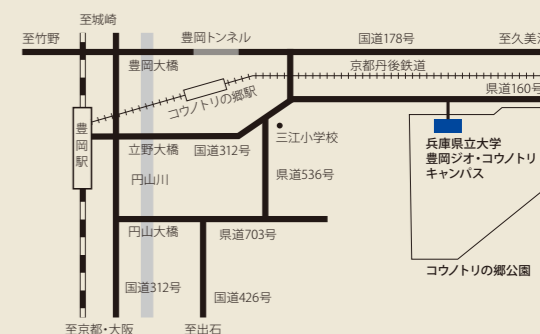 至城崎
至竹野
豊岡トンネル
国道178号
至久美
豊岡大橋
京都丹後鉄道
コウノトリの郷駅
県道160号
豊岡駅
三江小学校
立野大橋
国道312号
兵庫県立大学
豊岡ジオ・コウノトリ
キャンパス
円山川
県道536号
円山大橋
県道703号
コウノトリの郷公園
国道312号
国道426号
至京都・大阪
至出石